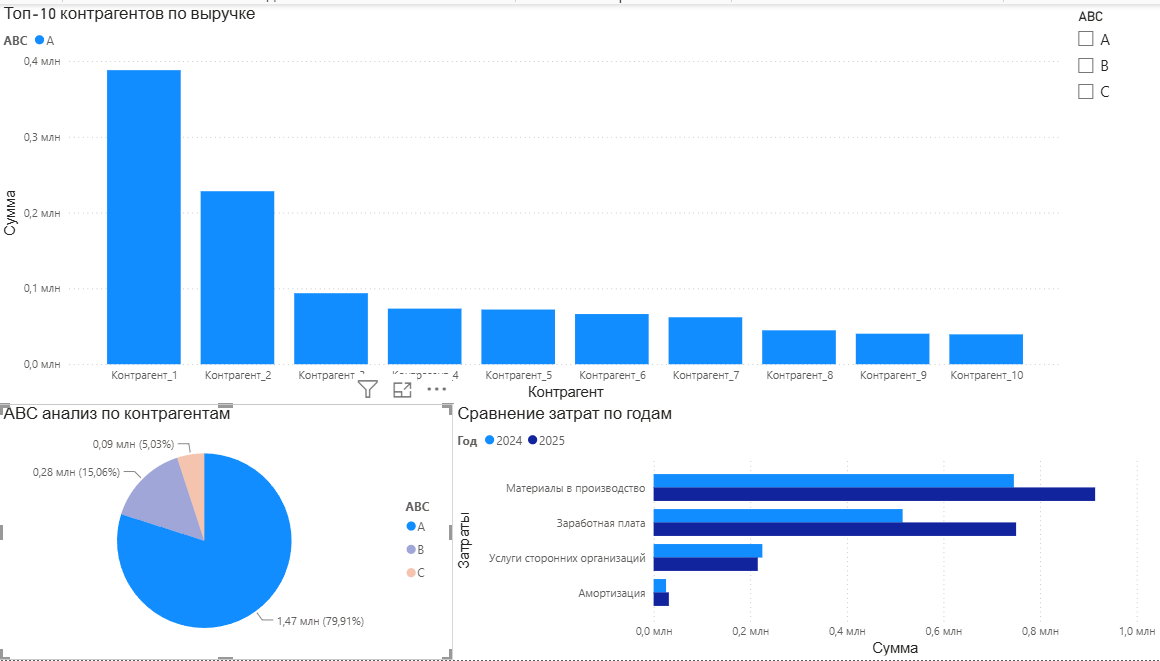 Топ-10 контрагентов по выручке
ABC A
Сумма
0,4 млн
0,3 млн
0,2 млн
0,1 млн
0,0 млн
Контрагент_1 Контрагент_2 Контрагент_3 Контрагент_4 Контрагент_5 Контрагент_6 Контрагент_7 Контрагент_8 Контрагент_9 Контрагент_10
Контрагент
ABC
A
B
C
ABC анализ по контрагентам
0,09 млн (5,03%)
0,28 млн (15,06%)
1,47 млн (79,91%)
ABC
A
B
C
Сравнение затрат по годам
Год 2024 2025
Затраты
Материалы в производство
Заработная плата
Услуги сторонних организаций
Амортизация
0,0 млн 0,2 млн 0,4 млн 0,6 млн 0,8 млн 1,0 млн
Сумма